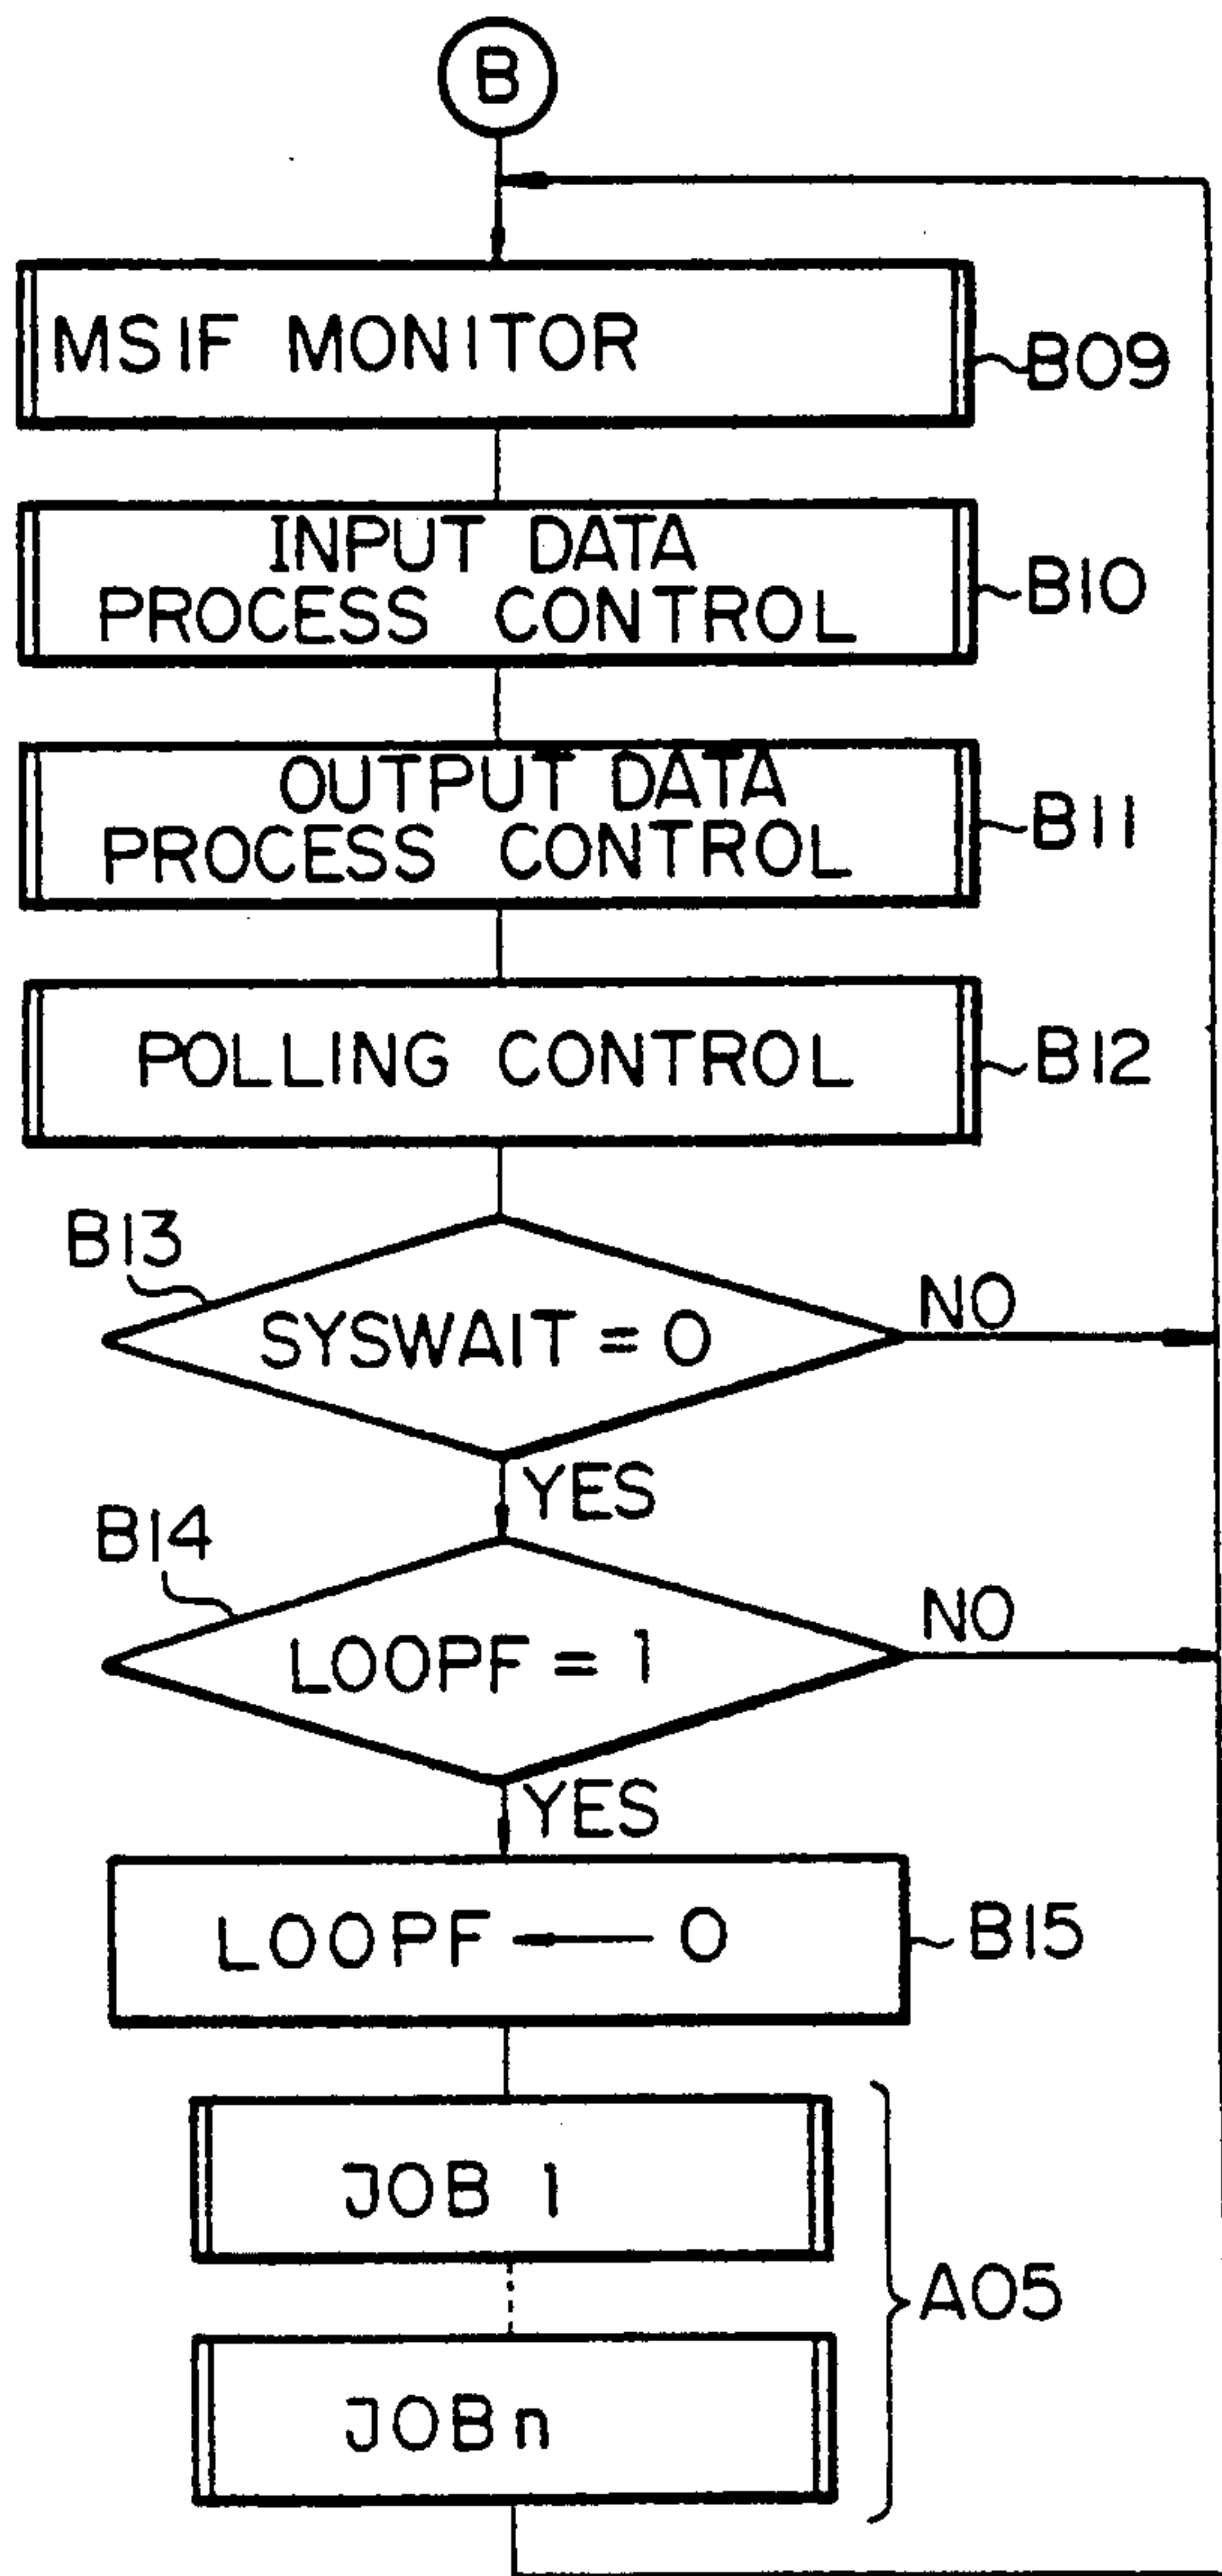 B
MSIF MONITOR
B09
INPUT DATA
PROCESS CONTROL
B10
OUTPUT DATA
PROCESS CONTROL
B11
POLLING CONTROL
B12
B13
SYSWAIT = 0
NO
YES
B14
LOOPF = 1
NO
YES
LOOPF ← 0
B15
JOB 1
A05
JOBn